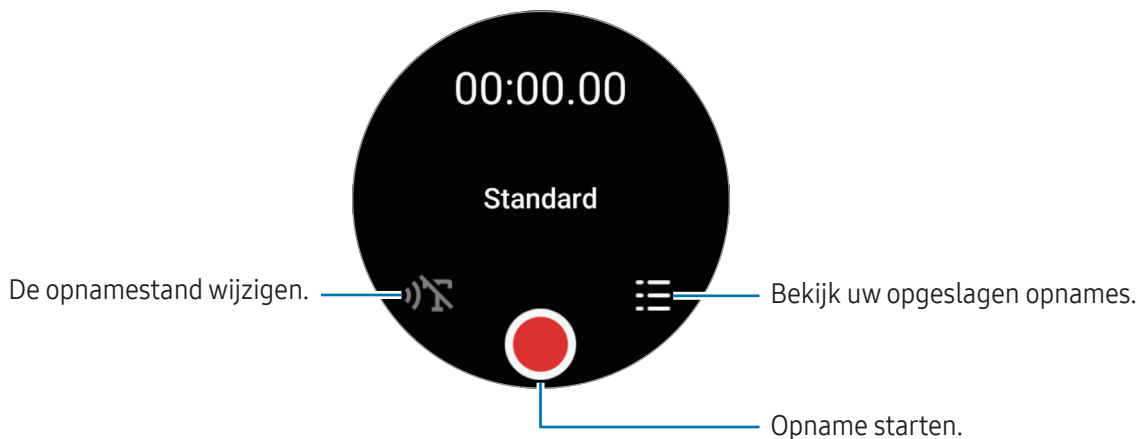 00:00.00
Standard
De opnamestand wijzigen.
Bekijk uw opgeslagen opnames.
Opname starten.